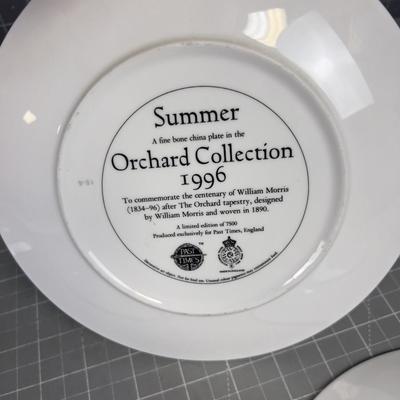 Summer
A fine bone china plate in the
Orchard Collection
1996
To commemorate the centenary of William Morris
(1834-96) after The Orchard tapestry, designed
by William Morris and woven in 1890.
A limited edition of 7500
Produced exclusively for Past Times, England
TM
PAST
TIMES